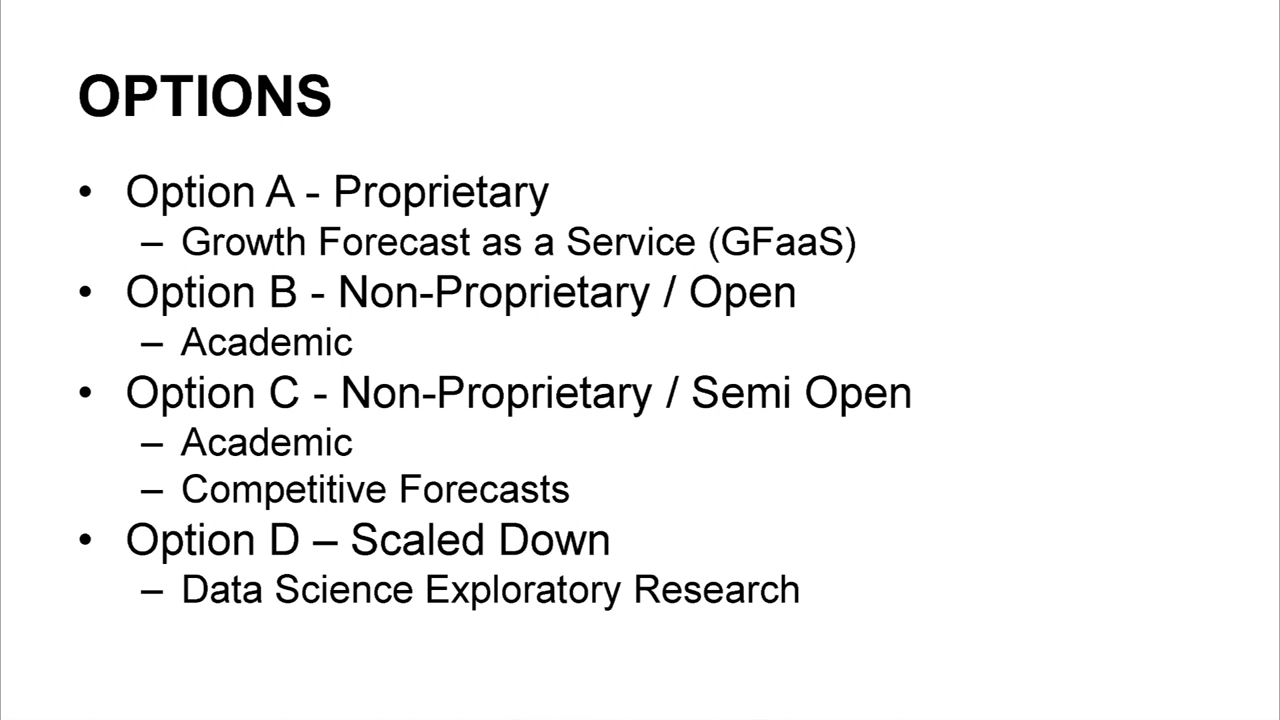 OPTIONS
• Option A - Proprietary
– Growth Forecast as a Service (GFaaS)
• Option B - Non-Proprietary / Open
– Academic
• Option C - Non-Proprietary / Semi Open
– Academic
– Competitive Forecasts
• Option D – Scaled Down
– Data Science Exploratory Research